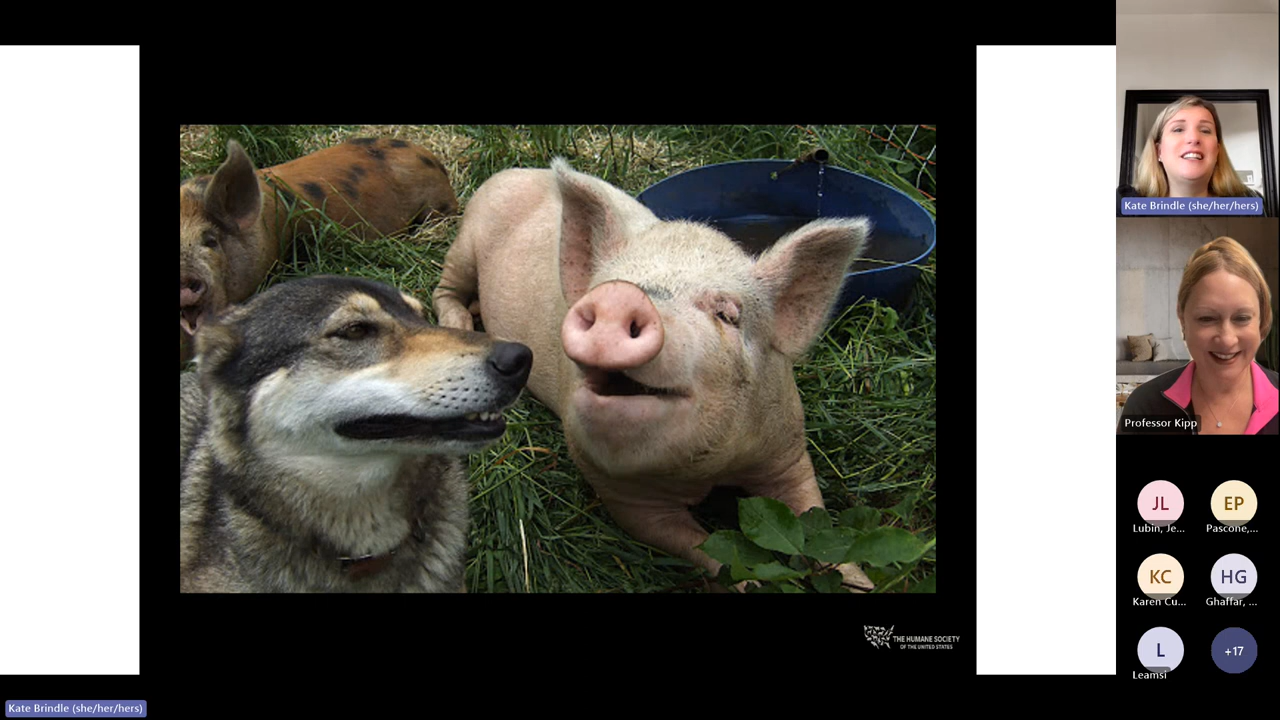 Kate Brindle (she/her/hers)
Professor Kipp
JL
EP
Lubin, Je...
Pascone,...
KC
HG
Karen Cu...
Ghaffar, ...
L
+17
Leamsi
THE HUMANE SOCIETY
OF THE UNITED STATES
Kate Brindle (she/her/hers)